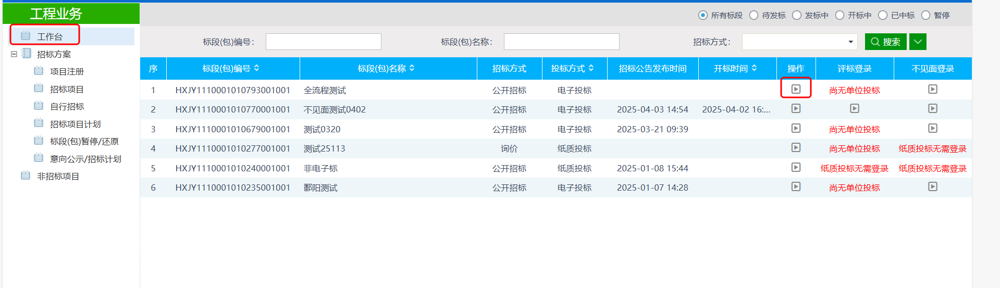 工程业务
所有标段 待发标 发标中 开标中 已中标 暂停
工作台
招标方案
项目注册
招标项目
自行招标
招标项目计划
标段(包)暂停/还原
意向公示/招标计划
非招标项目
标段(包)编号： 标段(包)名称： 招标方式： 搜索
序 标段(包)编号 标段(包)名称 招标方式 投标方式 招标公告发布时间 开标时间 操作 评标登录 不见面登录
1 HXJY1110001010793001001 全流程测试 公开招标 电子投标 尚无单位投标
2 HXJY1110001010770001001 不见面测试0402 公开招标 电子投标 2025-04-03 14:54 2025-04-02 16:...
3 HXJY1110001010679001001 测试0320 公开招标 电子投标 2025-03-21 09:39 尚无单位投标
4 HXJY1110001010277001001 测试25113 询价 纸质投标 尚无单位投标 纸质投标无需登录
5 HXJY1110001010240001001 非电子标 公开招标 纸质投标 2025-01-08 15:44 纸质投标无需登录 纸质投标无需登录
6 HXJY1110001010235001001 鄱阳测试 公开招标 电子投标 2025-01-07 14:28 尚无单位投标